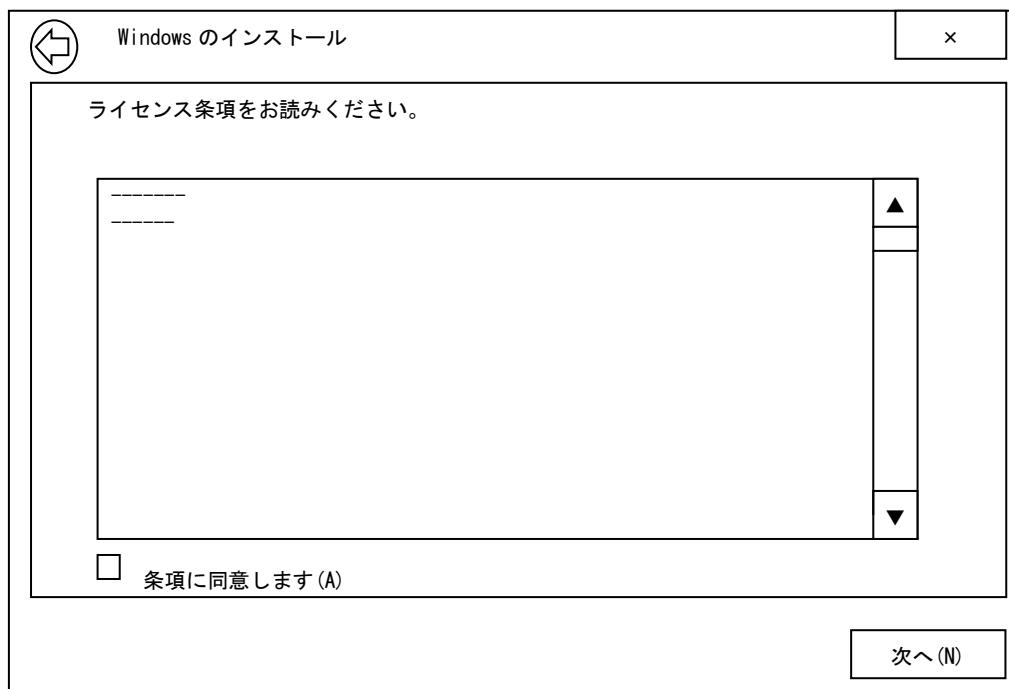 Windows のインストール
×
ライセンス条項をお読みください。
-------
------
▲
▼
条項に同意します(A)
次へ(N)